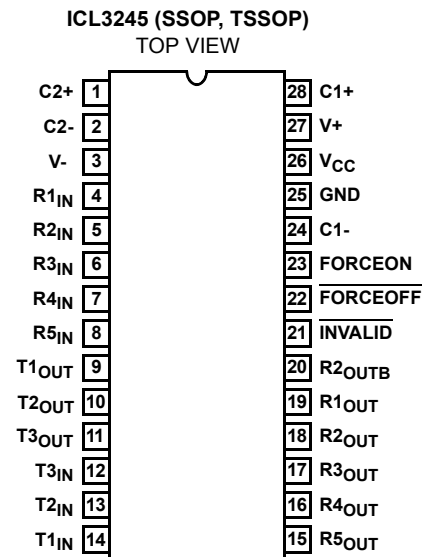 ICL3245 (SSOP, TSSOP)
TOP VIEW
C2+ 1 28 C1+
C2- 2 27 V+
V- 3 26 VCC
R1IN 4 25 GND
R2IN 5 24 C1-
R3IN 6 23 FORCEON
R4IN 7 22 FORCEOFF
R5IN 8 21 INVALID
T1OUT 9 20 R2OUTB
T2OUT 10 19 R1OUT
T3OUT 11 18 R2OUT
T3IN 12 17 R3OUT
T2IN 13 16 R4OUT
T1IN 14 15 R5OUT